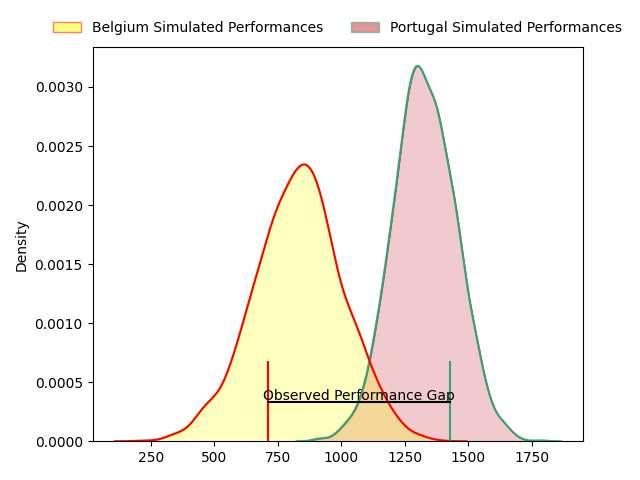 Belgium Simulated Performances Portugal Simulated Performances
0.0030
0.0025
0.0020
0.0015
0.0010
0.0005
0.0000
Density
Observed Performance Gap
250 500 750 1000 1250 1500 1750